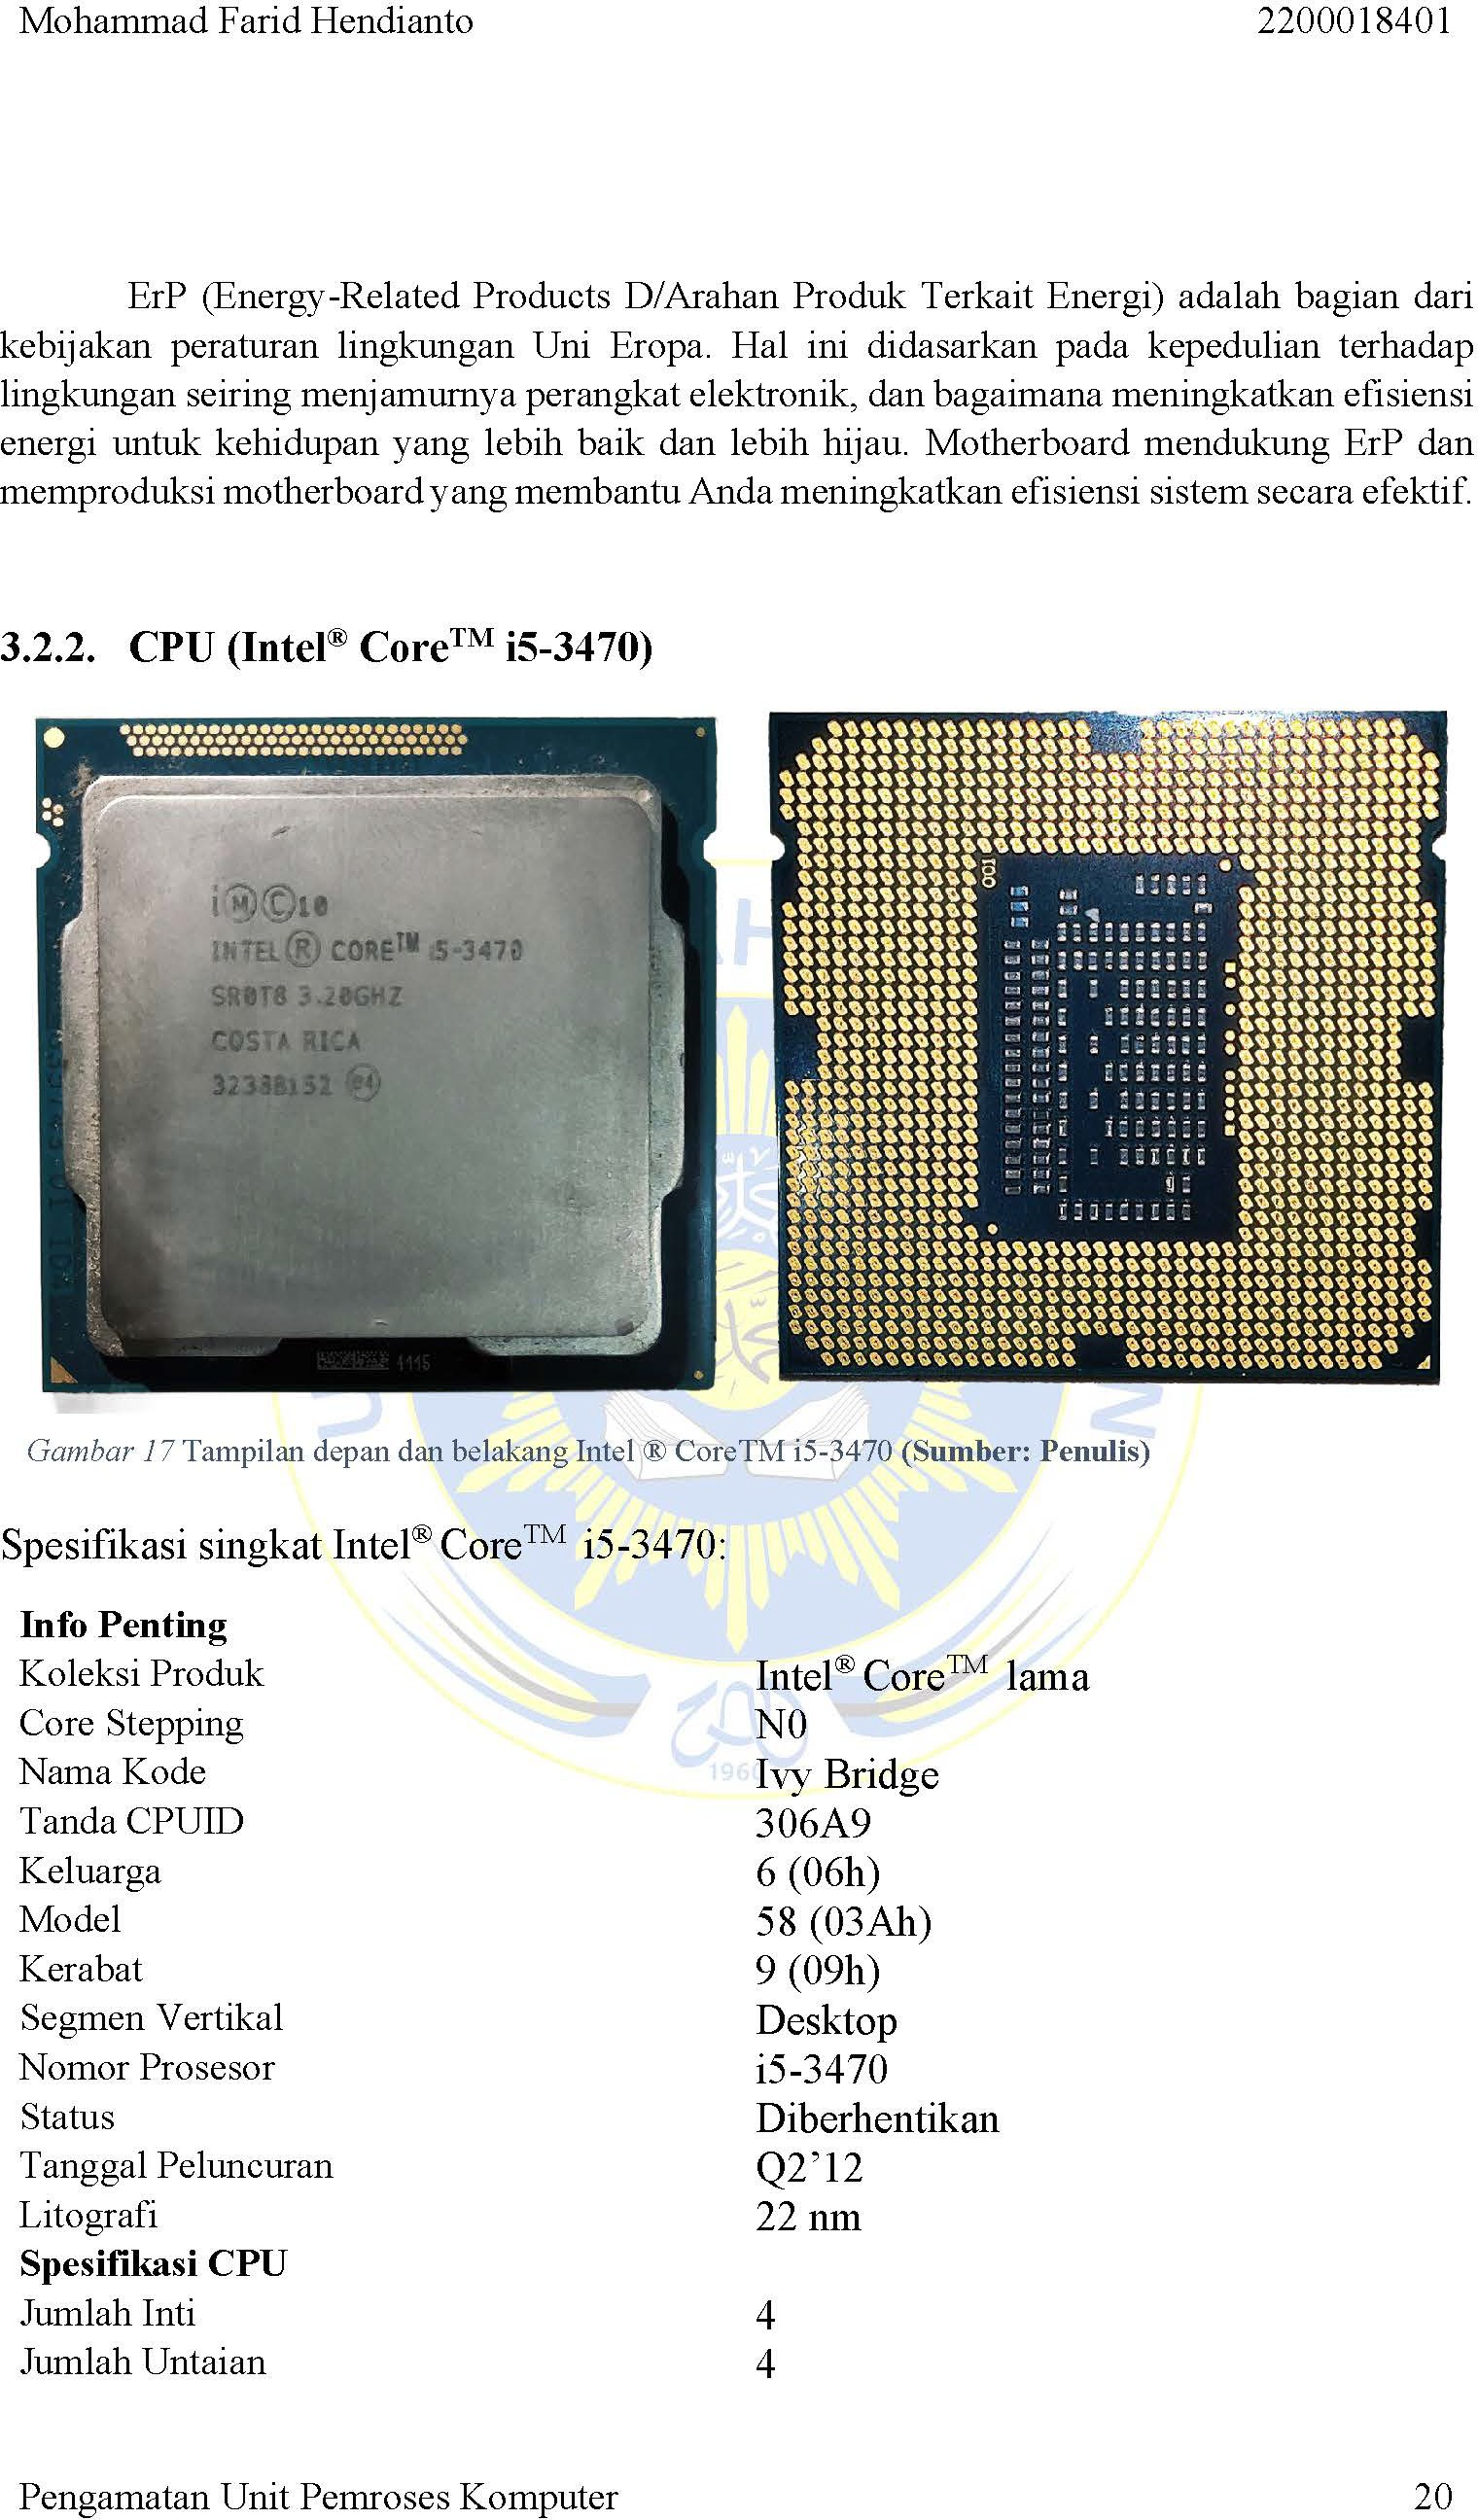 Mohammad Farid Hendianto 2200018401
ErP (Energy-Related Products D/Arahan Produk Terkait Energi) adalah bagian dari
kebijakan peraturan lingkungan Uni Eropa. Hal ini didasarkan pada kepedulian terhadap
lingkungan seiring menjamurnya perangkat elektronik, dan bagaimana meningkatkan efisiensi
energi untuk kehidupan yang lebih baik dan lebih hijau. Motherboard mendukung ErP dan
memproduksi motherboard yang membantu Anda meningkatkan efisiensi sistem secara efektif.
3.2.2. CPU (Intel® Core™ i5-3470)
i Ⓜ ©10
INTEL® CORE™ i5-3470
SR0T8 3.20GHZ
COSTA RICA
3238B152 e4
1115
001
Gambar 17 Tampilan depan dan belakang Intel ® CoreTM i5-3470 (Sumber: Penulis)
Spesifikasi singkat Intel® Core™ i5-3470:
Info Penting
Koleksi Produk Intel® Core™ lama
Core Stepping N0
Nama Kode Ivy Bridge
Tanda CPUID 306A9
Keluarga 6 (06h)
Model 58 (03Ah)
Kerabat 9 (09h)
Segmen Vertikal Desktop
Nomor Prosesor i5-3470
Status Diberhentikan
Tanggal Peluncuran Q2’12
Litografi 22 nm
Spesifikasi CPU
Jumlah Inti 4
Jumlah Untaian 4
Pengamatan Unit Pemroses Komputer 20